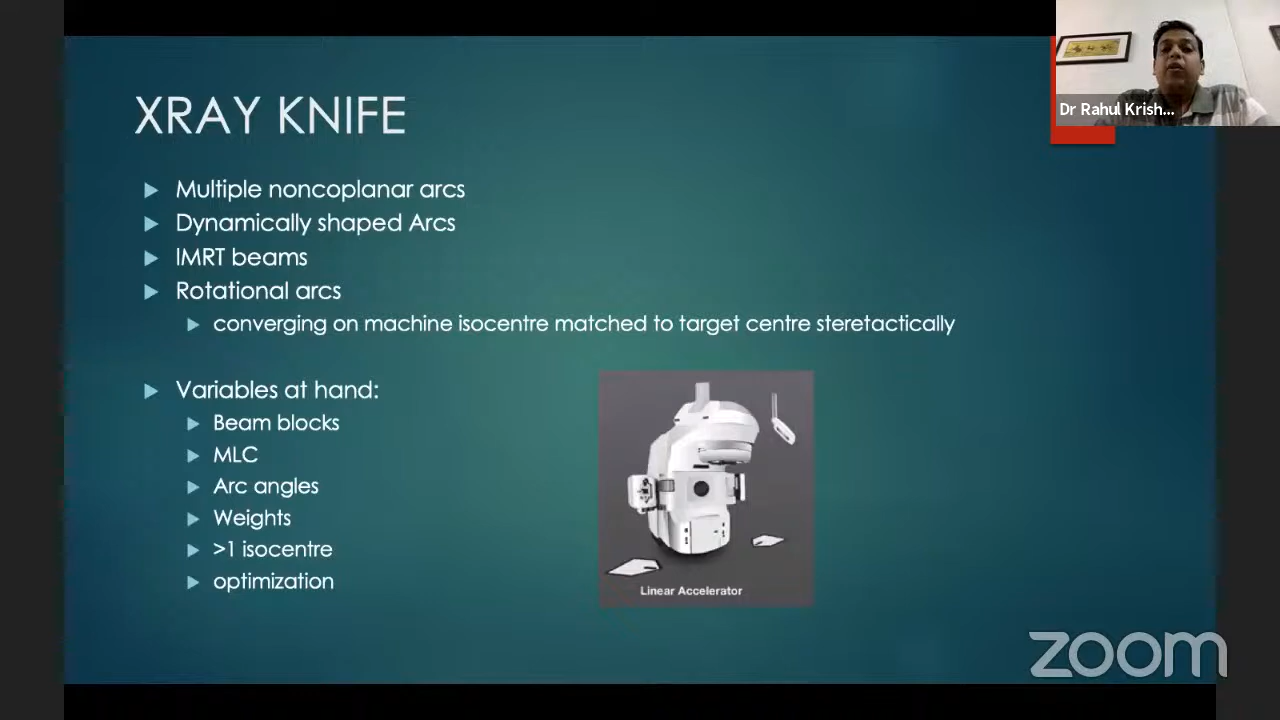 XRAY KNIFE
Dr Rahul Krish...
Multiple noncoplanar arcs
Dynamically shaped Arcs
IMRT beams
Rotational arcs
converging on machine isocentre matched to target centre steretactically
Variables at hand:
Beam blocks
MLC
Arc angles
Weights
>1 isocentre
optimization
Linear Accelerator
zoom